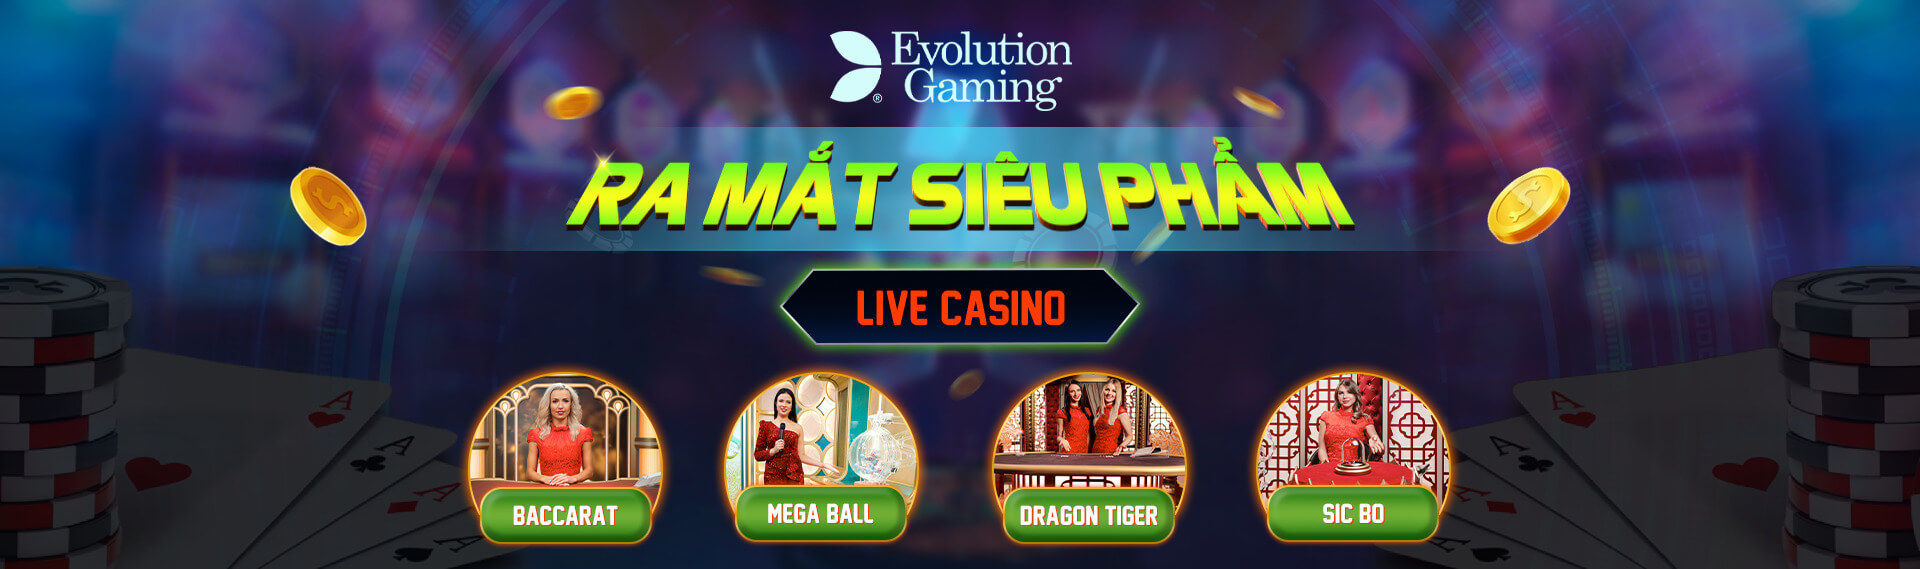 Evolution
Gaming
®
RA MẮT SIÊU PHẨM
LIVE CASINO
BACCARAT
MEGA BALL
DRAGON TIGER
SIC BO
A
A
A
A
A
A